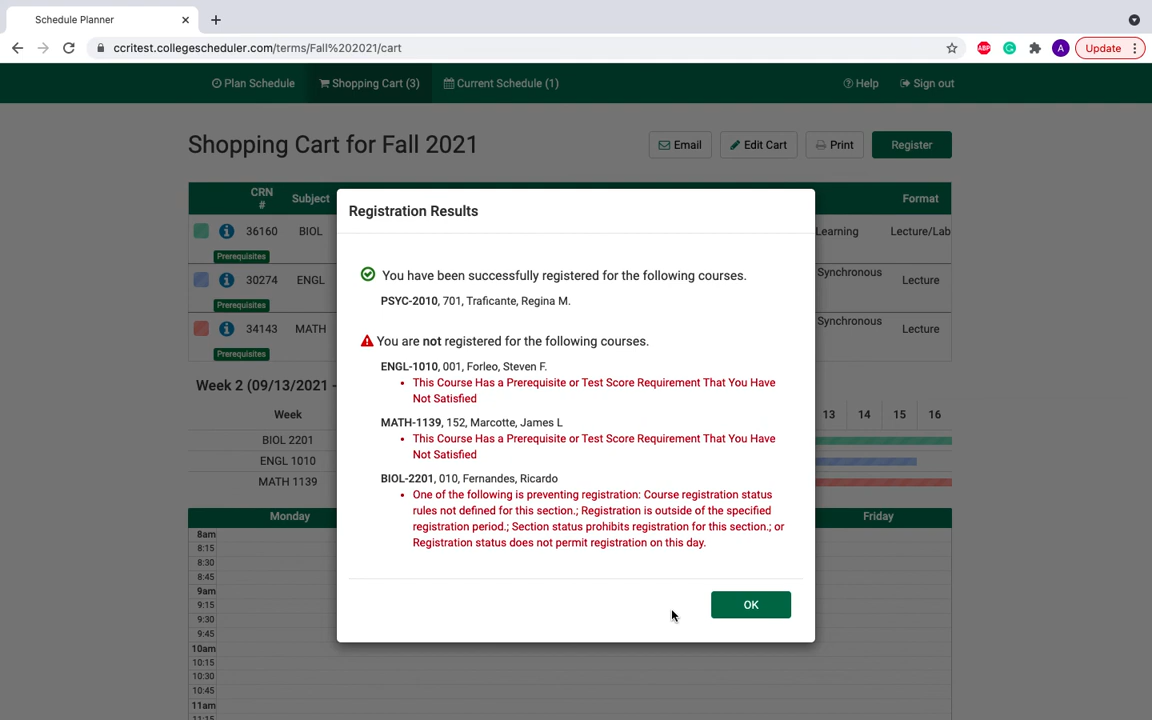 Schedule Planner
ccritest.collegescheduler.com/terms/Fall%202021/cart
ABP
A
Update
Plan Schedule
Shopping Cart (3)
Current Schedule (1)
Help
Sign out
Shopping Cart for Fall 2021
Email
Edit Cart
Print
Register
CRN
#
Subject
Format
36160 BIOL Learning Lecture/Lab
Prerequisites
30274 ENGL Synchronous Lecture
Prerequisites
34143 MATH Synchronous Lecture
Prerequisites
Week 2 (09/13/2021 -
Week 13 14 15 16
BIOL 2201
ENGL 1010
MATH 1139
Monday
Friday
8am
8:15
8:30
8:45
9am
9:15
9:30
9:45
10am
10:15
10:30
10:45
11am
11:15
Registration Results
You have been successfully registered for the following courses.
PSYC-2010, 701, Traficante, Regina M.
You are not registered for the following courses.
ENGL-1010, 001, Forleo, Steven F.
• This Course Has a Prerequisite or Test Score Requirement That You Have
Not Satisfied
MATH-1139, 152, Marcotte, James L
• This Course Has a Prerequisite or Test Score Requirement That You Have
Not Satisfied
BIOL-2201, 010, Fernandes, Ricardo
• One of the following is preventing registration: Course registration status
rules not defined for this section.; Registration is outside of the specified
registration period.; Section status prohibits registration for this section.; or
Registration status does not permit registration on this day.
OK